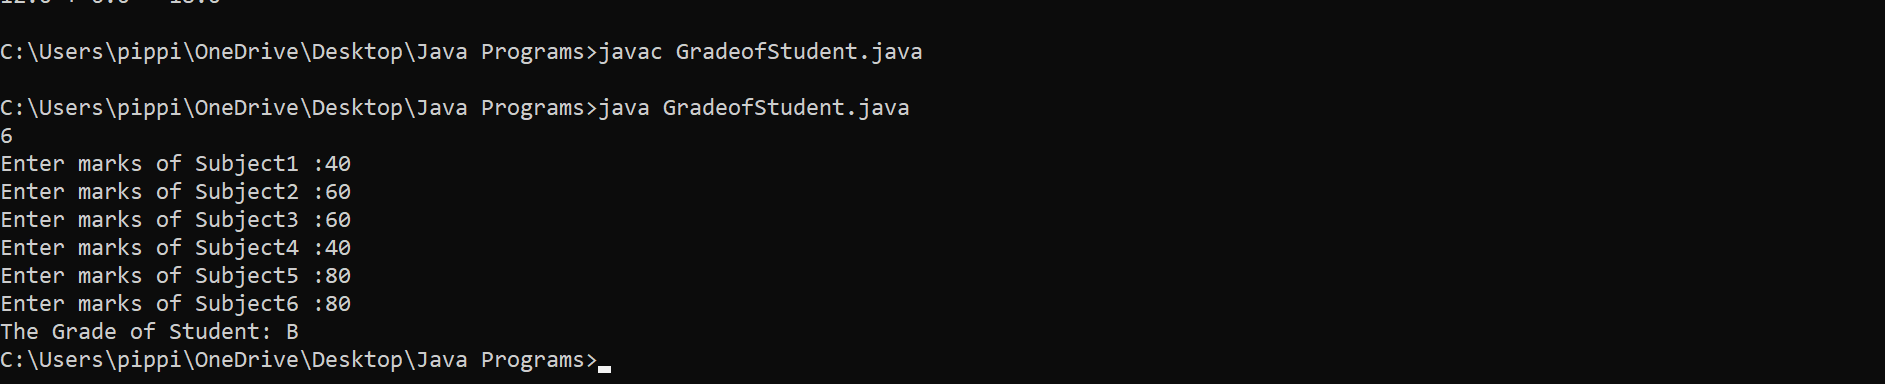 C:\Users\pippi\OneDrive\Desktop\Java Programs>javac GradeofStudent.java
C:\Users\pippi\OneDrive\Desktop\Java Programs>java GradeofStudent.java
6
Enter marks of Subject1 :40
Enter marks of Subject2 :60
Enter marks of Subject3 :60
Enter marks of Subject4 :40
Enter marks of Subject5 :80
Enter marks of Subject6 :80
The Grade of Student: B
C:\Users\pippi\OneDrive\Desktop\Java Programs>